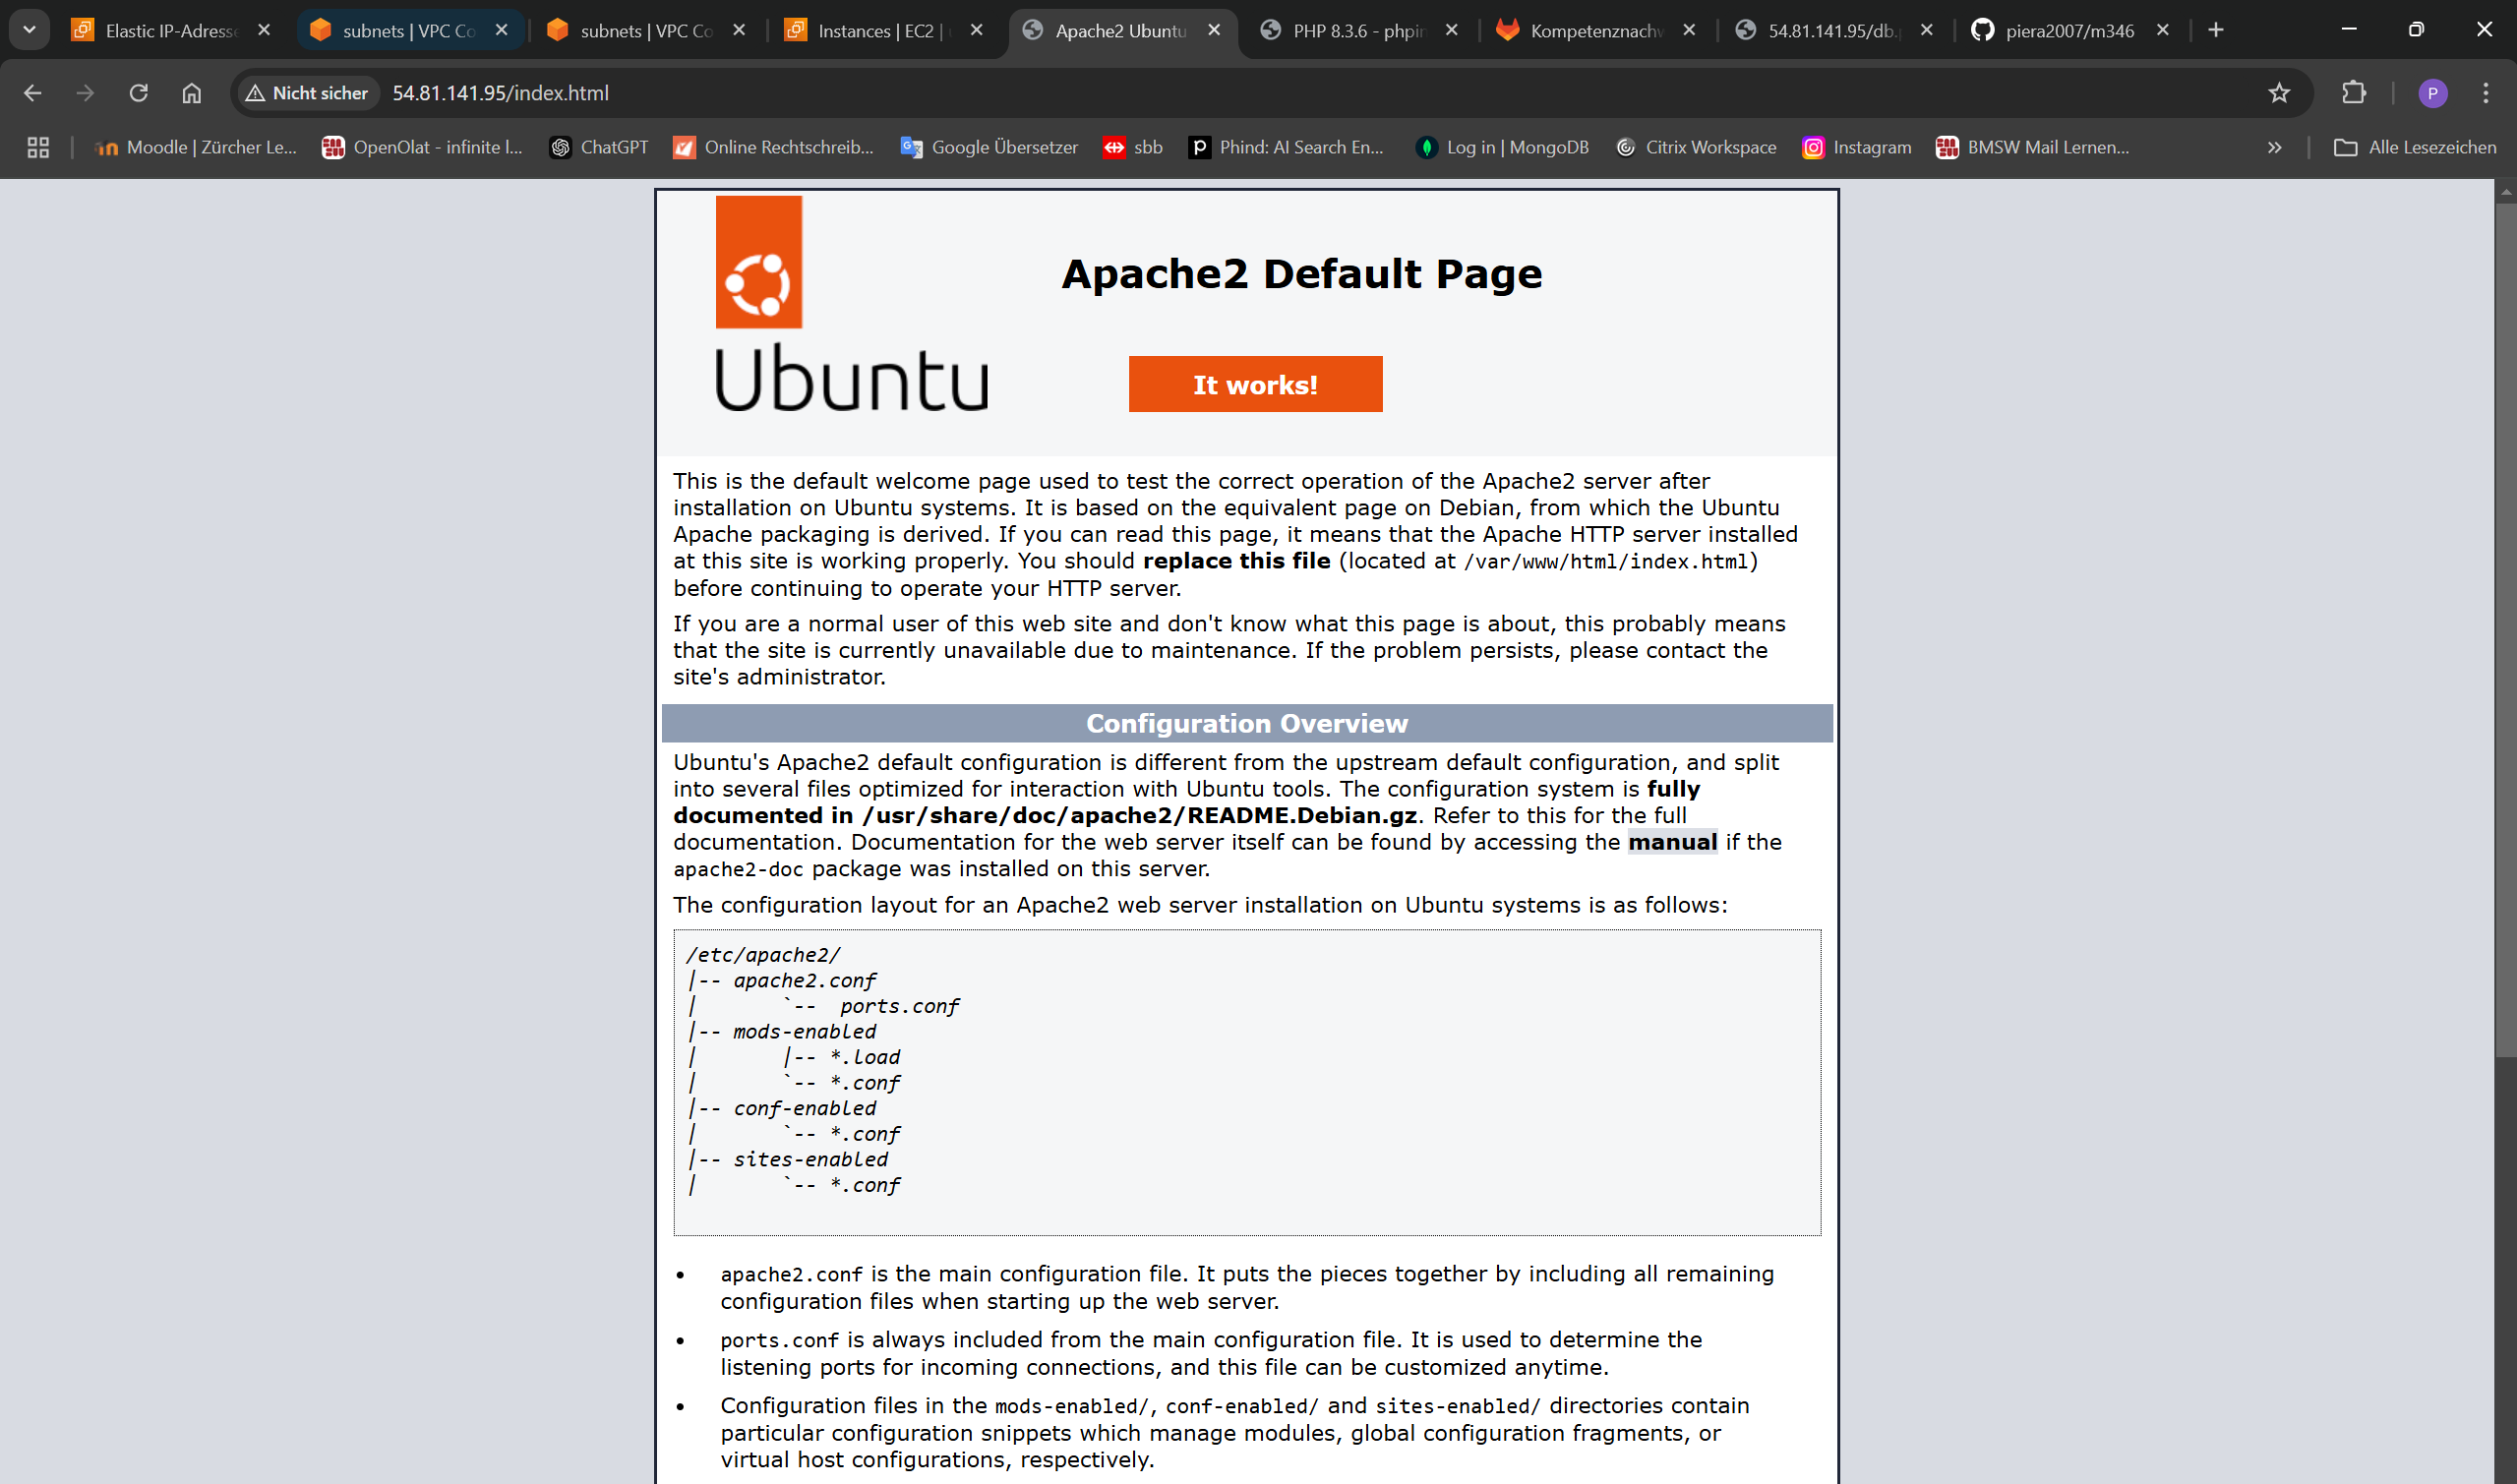 Elastic IP-Adresse
subnets | VPC Co
subnets | VPC Co
Instances | EC2 |
Apache2 Ubuntu
PHP 8.3.6 - phpin
Kompetenznachw
54.81.141.95/db.
piera2007/m346
Nicht sicher
54.81.141.95/index.html
P
Moodle | Zürcher Le...
OpenOlat - infinite l...
ChatGPT
Online Rechtschreib...
Google Übersetzer
sbb
Phind: AI Search En...
Log in | MongoDB
Citrix Workspace
Instagram
BMSW Mail Lernen...
Alle Lesezeichen
Ubuntu
Apache2 Default Page
It works!
This is the default welcome page used to test the correct operation of the Apache2 server after
installation on Ubuntu systems. It is based on the equivalent page on Debian, from which the Ubuntu
Apache packaging is derived. If you can read this page, it means that the Apache HTTP server installed
at this site is working properly. You should replace this file (located at /var/www/html/index.html)
before continuing to operate your HTTP server.
If you are a normal user of this web site and don't know what this page is about, this probably means
that the site is currently unavailable due to maintenance. If the problem persists, please contact the
site's administrator.
Configuration Overview
Ubuntu's Apache2 default configuration is different from the upstream default configuration, and split
into several files optimized for interaction with Ubuntu tools. The configuration system is fully
documented in /usr/share/doc/apache2/README.Debian.gz. Refer to this for the full
documentation. Documentation for the web server itself can be found by accessing the manual if the
apache2-doc package was installed on this server.
The configuration layout for an Apache2 web server installation on Ubuntu systems is as follows:
/etc/apache2/
|-- apache2.conf
|       `--  ports.conf
|-- mods-enabled
|       |-- *.load
|       `-- *.conf
|-- conf-enabled
|       `-- *.conf
|-- sites-enabled
|       `-- *.conf
• apache2.conf is the main configuration file. It puts the pieces together by including all remaining
configuration files when starting up the web server.
• ports.conf is always included from the main configuration file. It is used to determine the
listening ports for incoming connections, and this file can be customized anytime.
• Configuration files in the mods-enabled/, conf-enabled/ and sites-enabled/ directories contain
particular configuration snippets which manage modules, global configuration fragments, or
virtual host configurations, respectively.